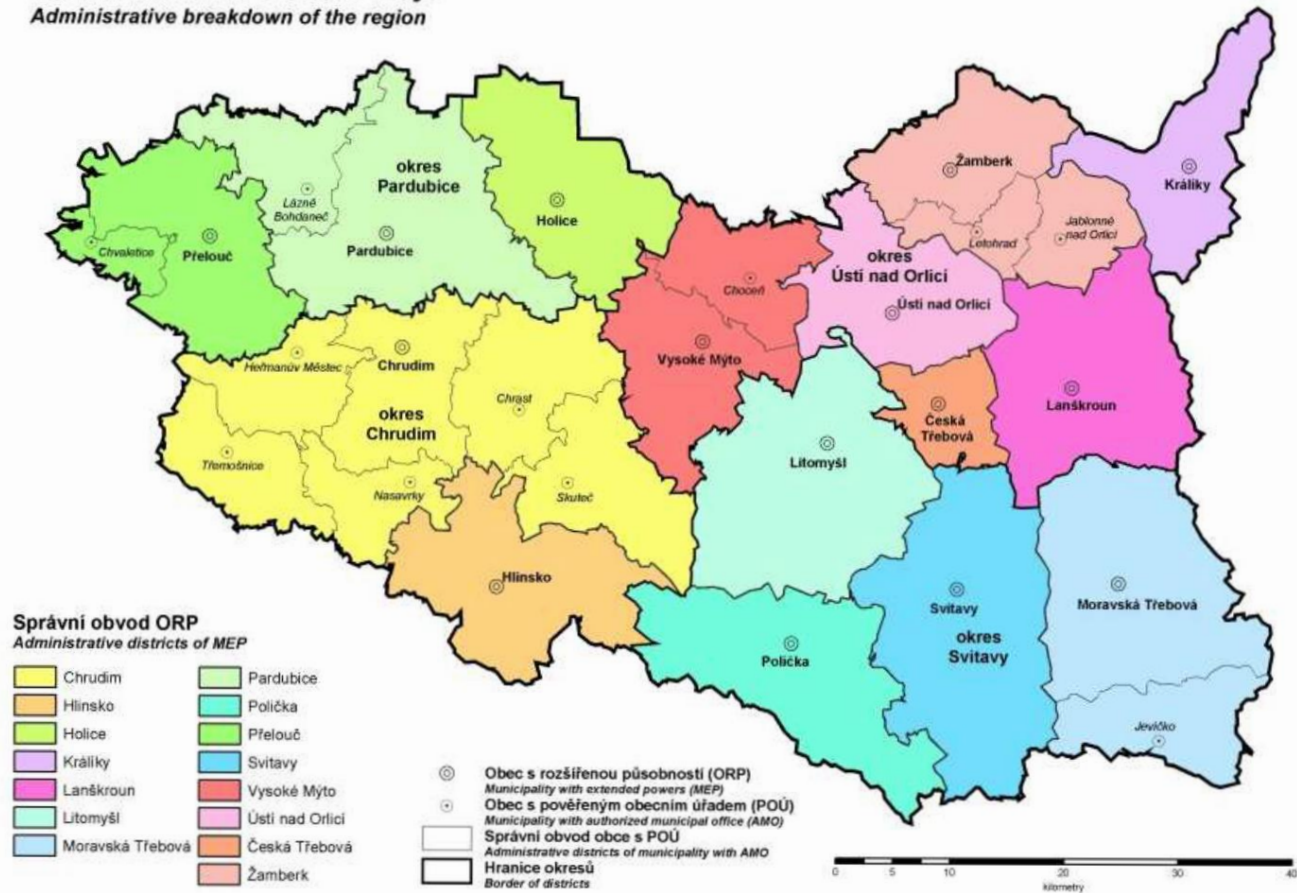 Administrative breakdown of the region
okres
Pardubice
Lázně
Bohdaneč
Pardubice
Holice
Chvaletice
Přelouč
Žamberk
Králíky
Letohrad
Jablonné
nad Orlicí
okres
Ústí nad Orlicí
Ústí nad Orlicí
Choceň
Vysoké Mýto
Heřmanův Městec
Chrudim
okres
Chrudim
Chrast
Třemošnice
Nasavrky
Skuteč
Litomyšl
Česká
Třebová
Lanškroun
Hlinsko
Polička
Svitavy
okres
Svitavy
Moravská Třebová
Jevíčko
Správní obvod ORP
Administrative districts of MEP
Chrudim
Hlinsko
Holice
Králíky
Lanškroun
Litomyšl
Moravská Třebová
Pardubice
Polička
Přelouč
Svitavy
Vysoké Mýto
Ústí nad Orlicí
Česká Třebová
Žamberk
Obec s rozšířenou působností (ORP)
Municipality with extended powers (MEP)
Obec s pověřeným obecním úřadem (POÚ)
Municipality with authorized municipal office (AMO)
Správní obvod obce s POÚ
Administrative districts of municipality with AMO
Hranice okresů
Border of districts
0 5 10 20 30 40
kilometry